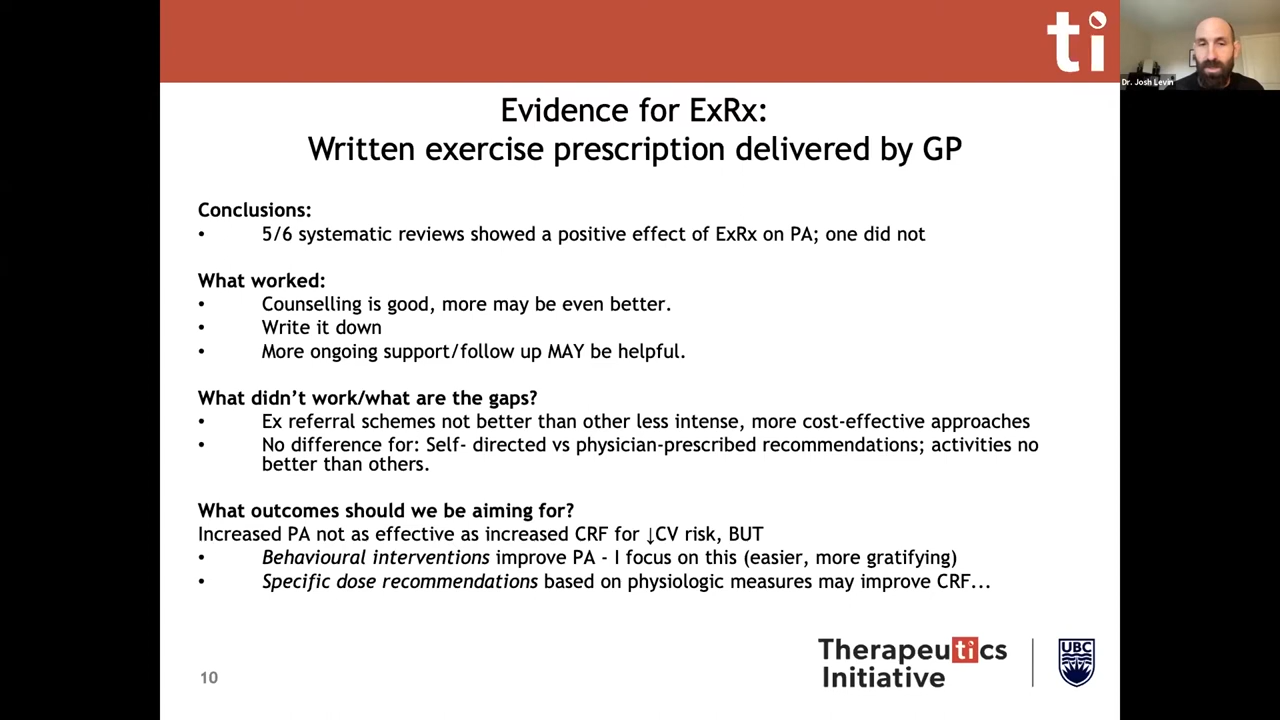 ti
Dr. Josh Levin
Evidence for ExRx:
Written exercise prescription delivered by GP
Conclusions:
• 5/6 systematic reviews showed a positive effect of ExRx on PA; one did not
What worked:
• Counselling is good, more may be even better.
• Write it down
• More ongoing support/follow up MAY be helpful.
What didn’t work/what are the gaps?
• Ex referral schemes not better than other less intense, more cost-effective approaches
• No difference for: Self- directed vs physician-prescribed recommendations; activities no
better than others.
What outcomes should we be aiming for?
Increased PA not as effective as increased CRF for ↓CV risk, BUT
• Behavioural interventions improve PA - I focus on this (easier, more gratifying)
• Specific dose recommendations based on physiologic measures may improve CRF...
10
Therapeutics
Initiative
UBC